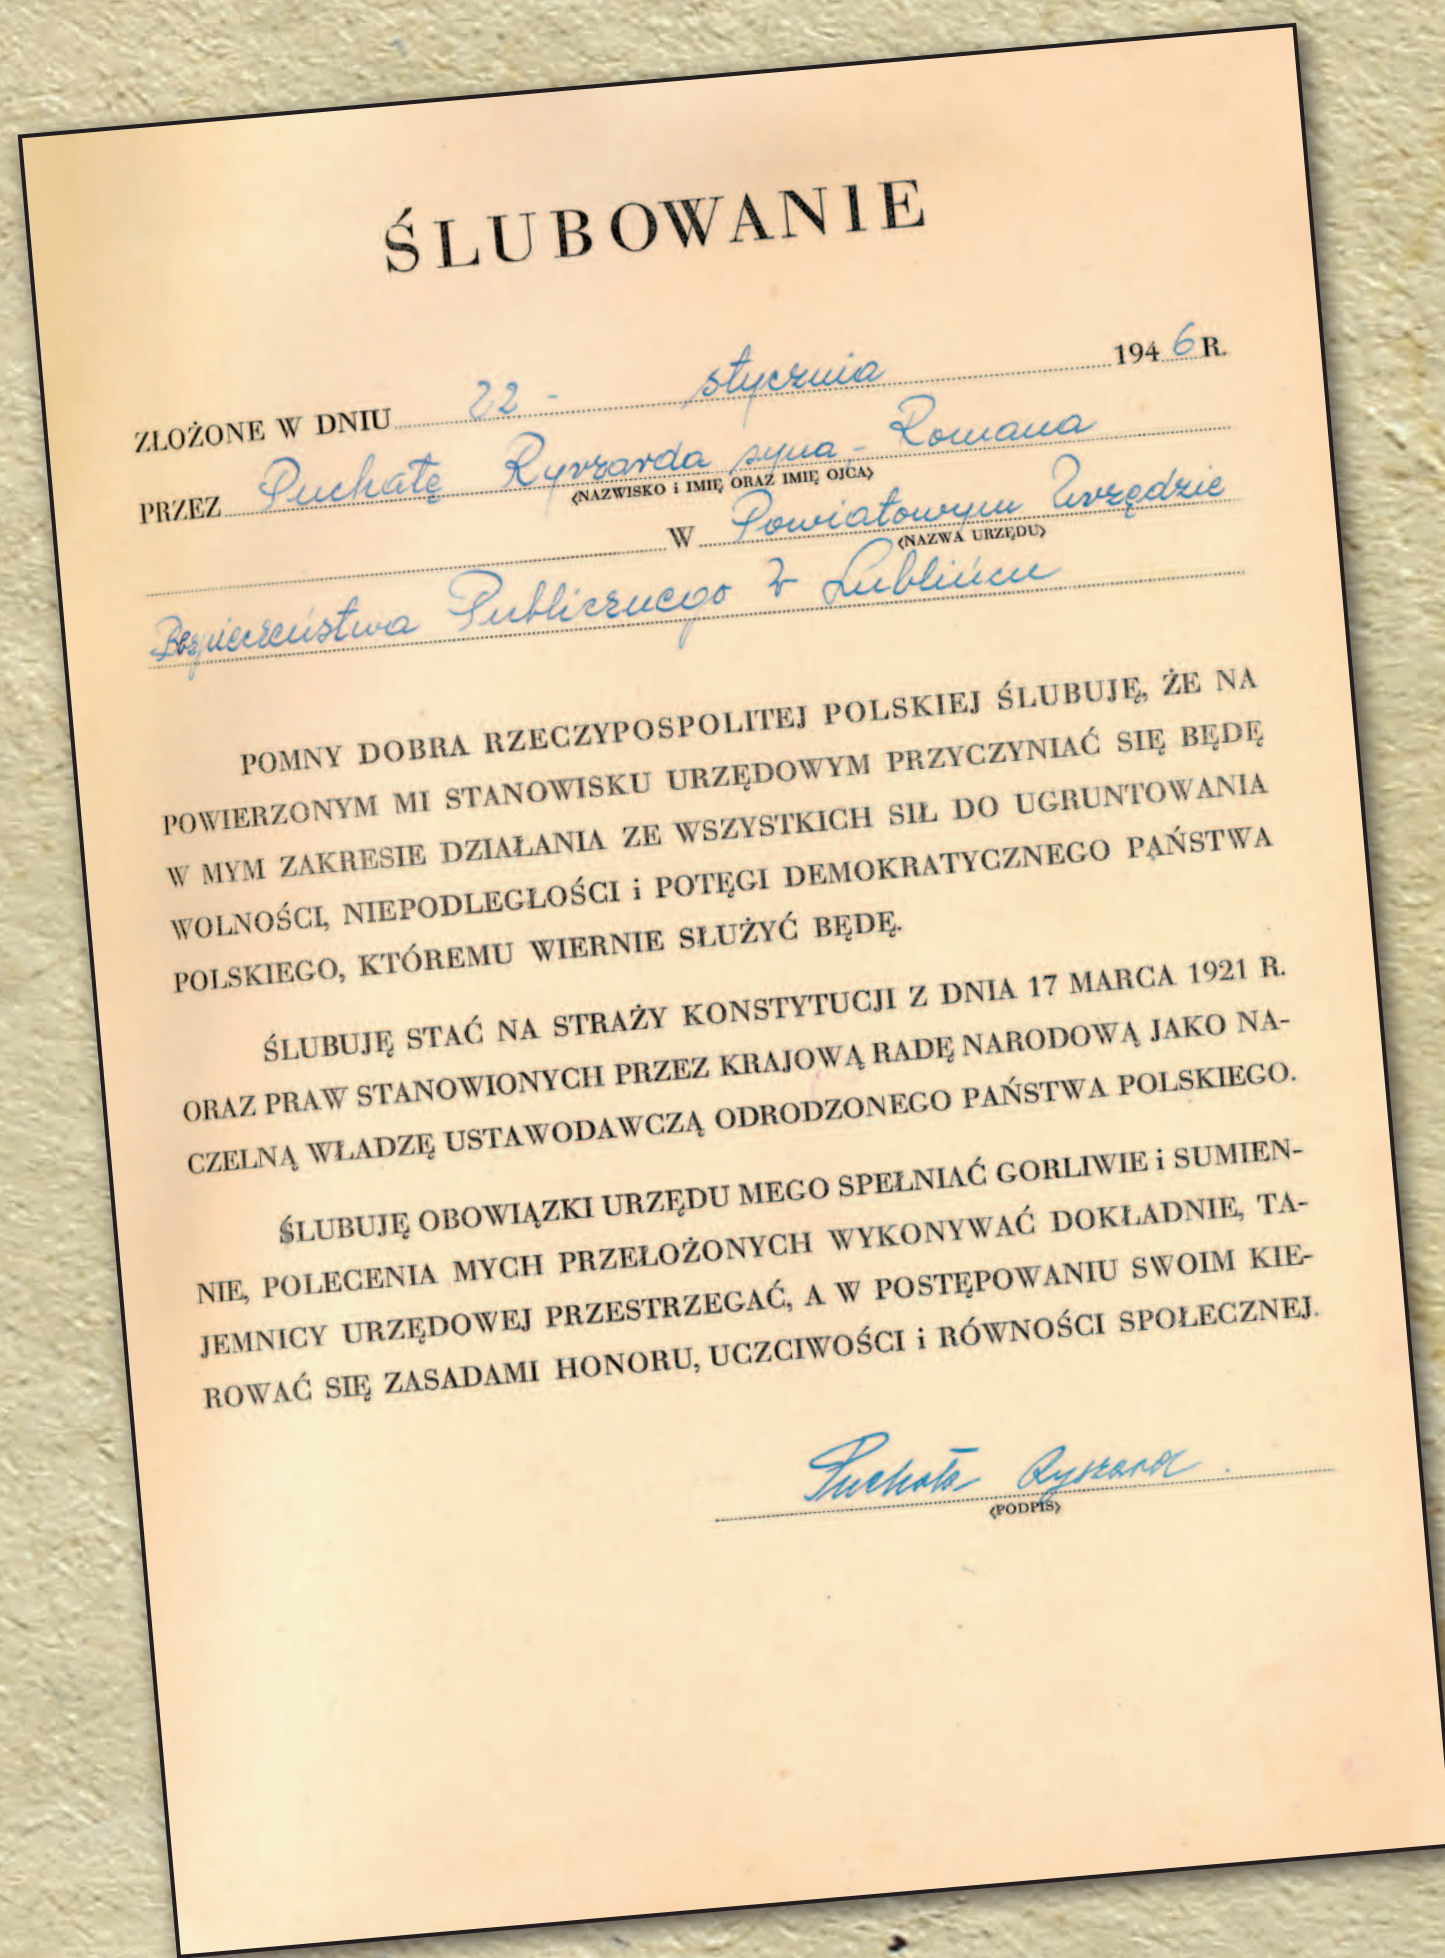 ŚLUBOWANIE
ZŁOŻONE W DNIU 22 - stycznia 194 6 R.
PRZEZ Puchałę Ryszarda syna - Romana
<NAZWISKO i IMIĘ ORAZ IMIĘ OJCA>
W Powiatowym Urzędzie
<NAZWA URZĘDU>
Bezpieczeństwa Publicznego w Lublińcu
POMNY DOBRA RZECZYPOSPOLITEJ POLSKIEJ ŚLUBUJĘ, ŻE NA
POWIERZONYM MI STANOWISKU URZĘDOWYM PRZYCZYNIAĆ SIĘ BĘDĘ
W MYM ZAKRESIE DZIAŁANIA ZE WSZYSTKICH SIŁ DO UGRUNTOWANIA
WOLNOŚCI, NIEPODLEGŁOŚCI i POTĘGI DEMOKRATYCZNEGO PAŃSTWA
POLSKIEGO, KTÓREMU WIERNIE SŁUŻYĆ BĘDĘ.
ŚLUBUJĘ STAĆ NA STRAŻY KONSTYTUCJI Z DNIA 17 MARCA 1921 R.
ORAZ PRAW STANOWIONYCH PRZEZ KRAJOWĄ RADĘ NARODOWĄ JAKO NA-
CZELNĄ WŁADZĘ USTAWODAWCZĄ ODRODZONEGO PAŃSTWA POLSKIEGO.
ŚLUBUJĘ OBOWIĄZKI URZĘDU MEGO SPEŁNIAĆ GORLIWIE i SUMIEN-
NIE, POLECENIA MYCH PRZEŁOŻONYCH WYKONYWAĆ DOKŁADNIE, TA-
JEMNICY URZĘDOWEJ PRZESTRZEGAĆ, A W POSTĘPOWANIU SWOIM KIE-
ROWAĆ SIĘ ZASADAMI HONORU, UCZCIWOŚCI i RÓWNOŚCI SPOŁECZNEJ.
Puchała Ryszard
<PODPIS>